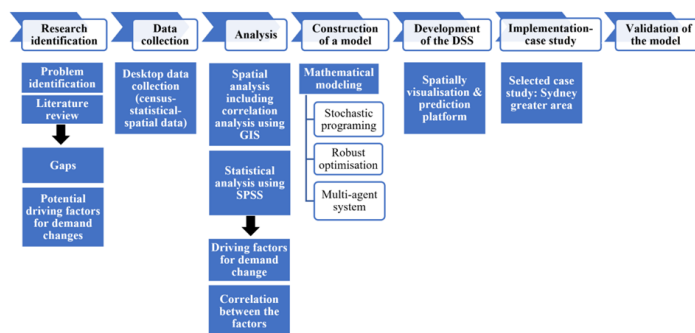 Research
identification
Data
collection
Analysis
Construction
of a model
Development
of the DSS
Implementation-
case study
Validation of
the model
Problem
identification
Literature
review
Gaps
Potential
driving factors
for demand
changes
Desktop data
collection
(census-
statistical-
spatial data)
Spatial
analysis
including
correlation
analysis using
GIS
Statistical
analysis using
SPSS
Driving factors
for demand
change
Correlation
between the
factors
Mathematical
modeling
Stochastic
programing
Robust
optimisation
Multi-agent
system
Spatially
visualisation &
prediction
platform
Selected case
study: Sydney
greater area